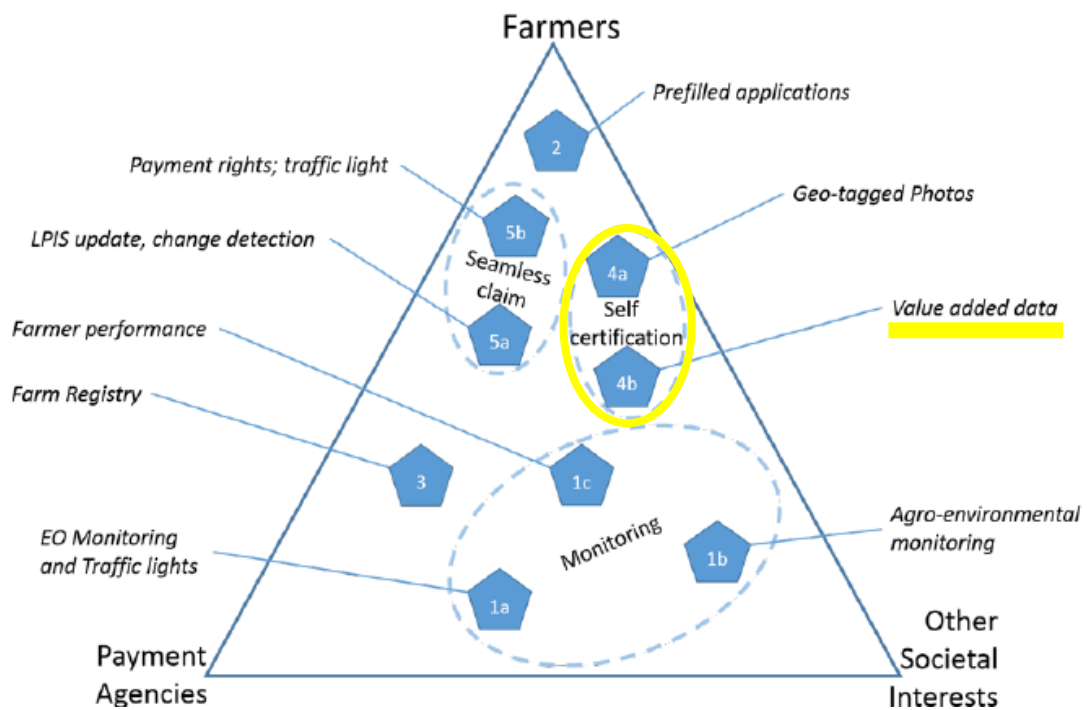 Farmers
Prefilled applications
2
Payment rights; traffic light
Geo-tagged Photos
5b
LPIS update, change detection
4a
Seamless
claim
Self
certification
Value added data
Farmer performance
5a
4b
Farm Registry
3
1c
Monitoring
Agro-environmental
monitoring
EO Monitoring
and Traffic lights
1b
1a
Payment
Agencies
Other
Societal
Interests